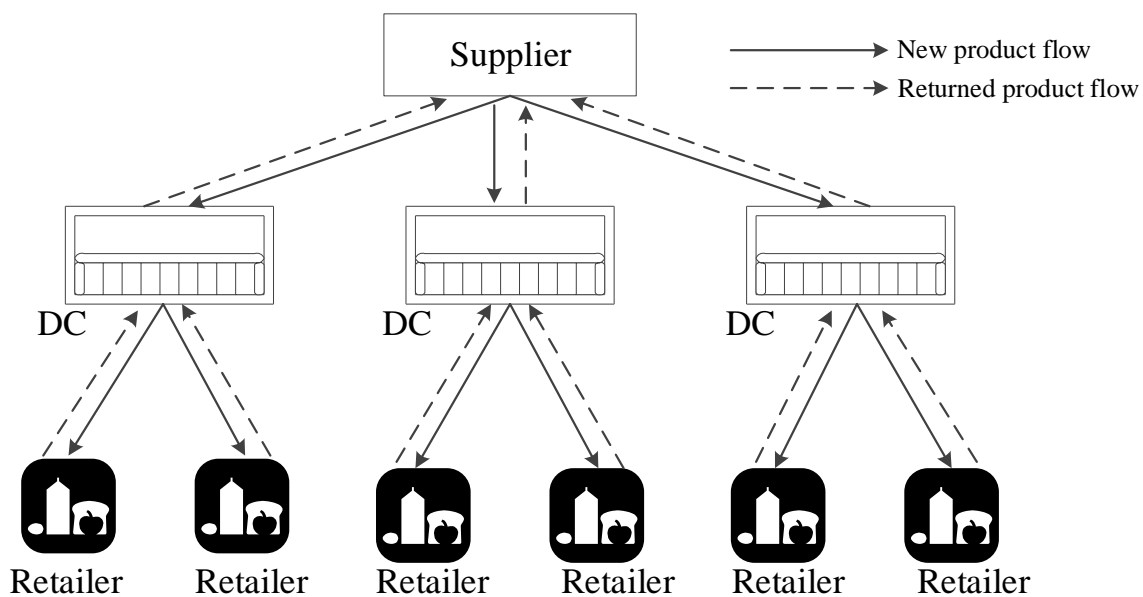 Supplier
New product flow
Returned product flow
DC
DC
DC
Retailer
Retailer
Retailer
Retailer
Retailer
Retailer